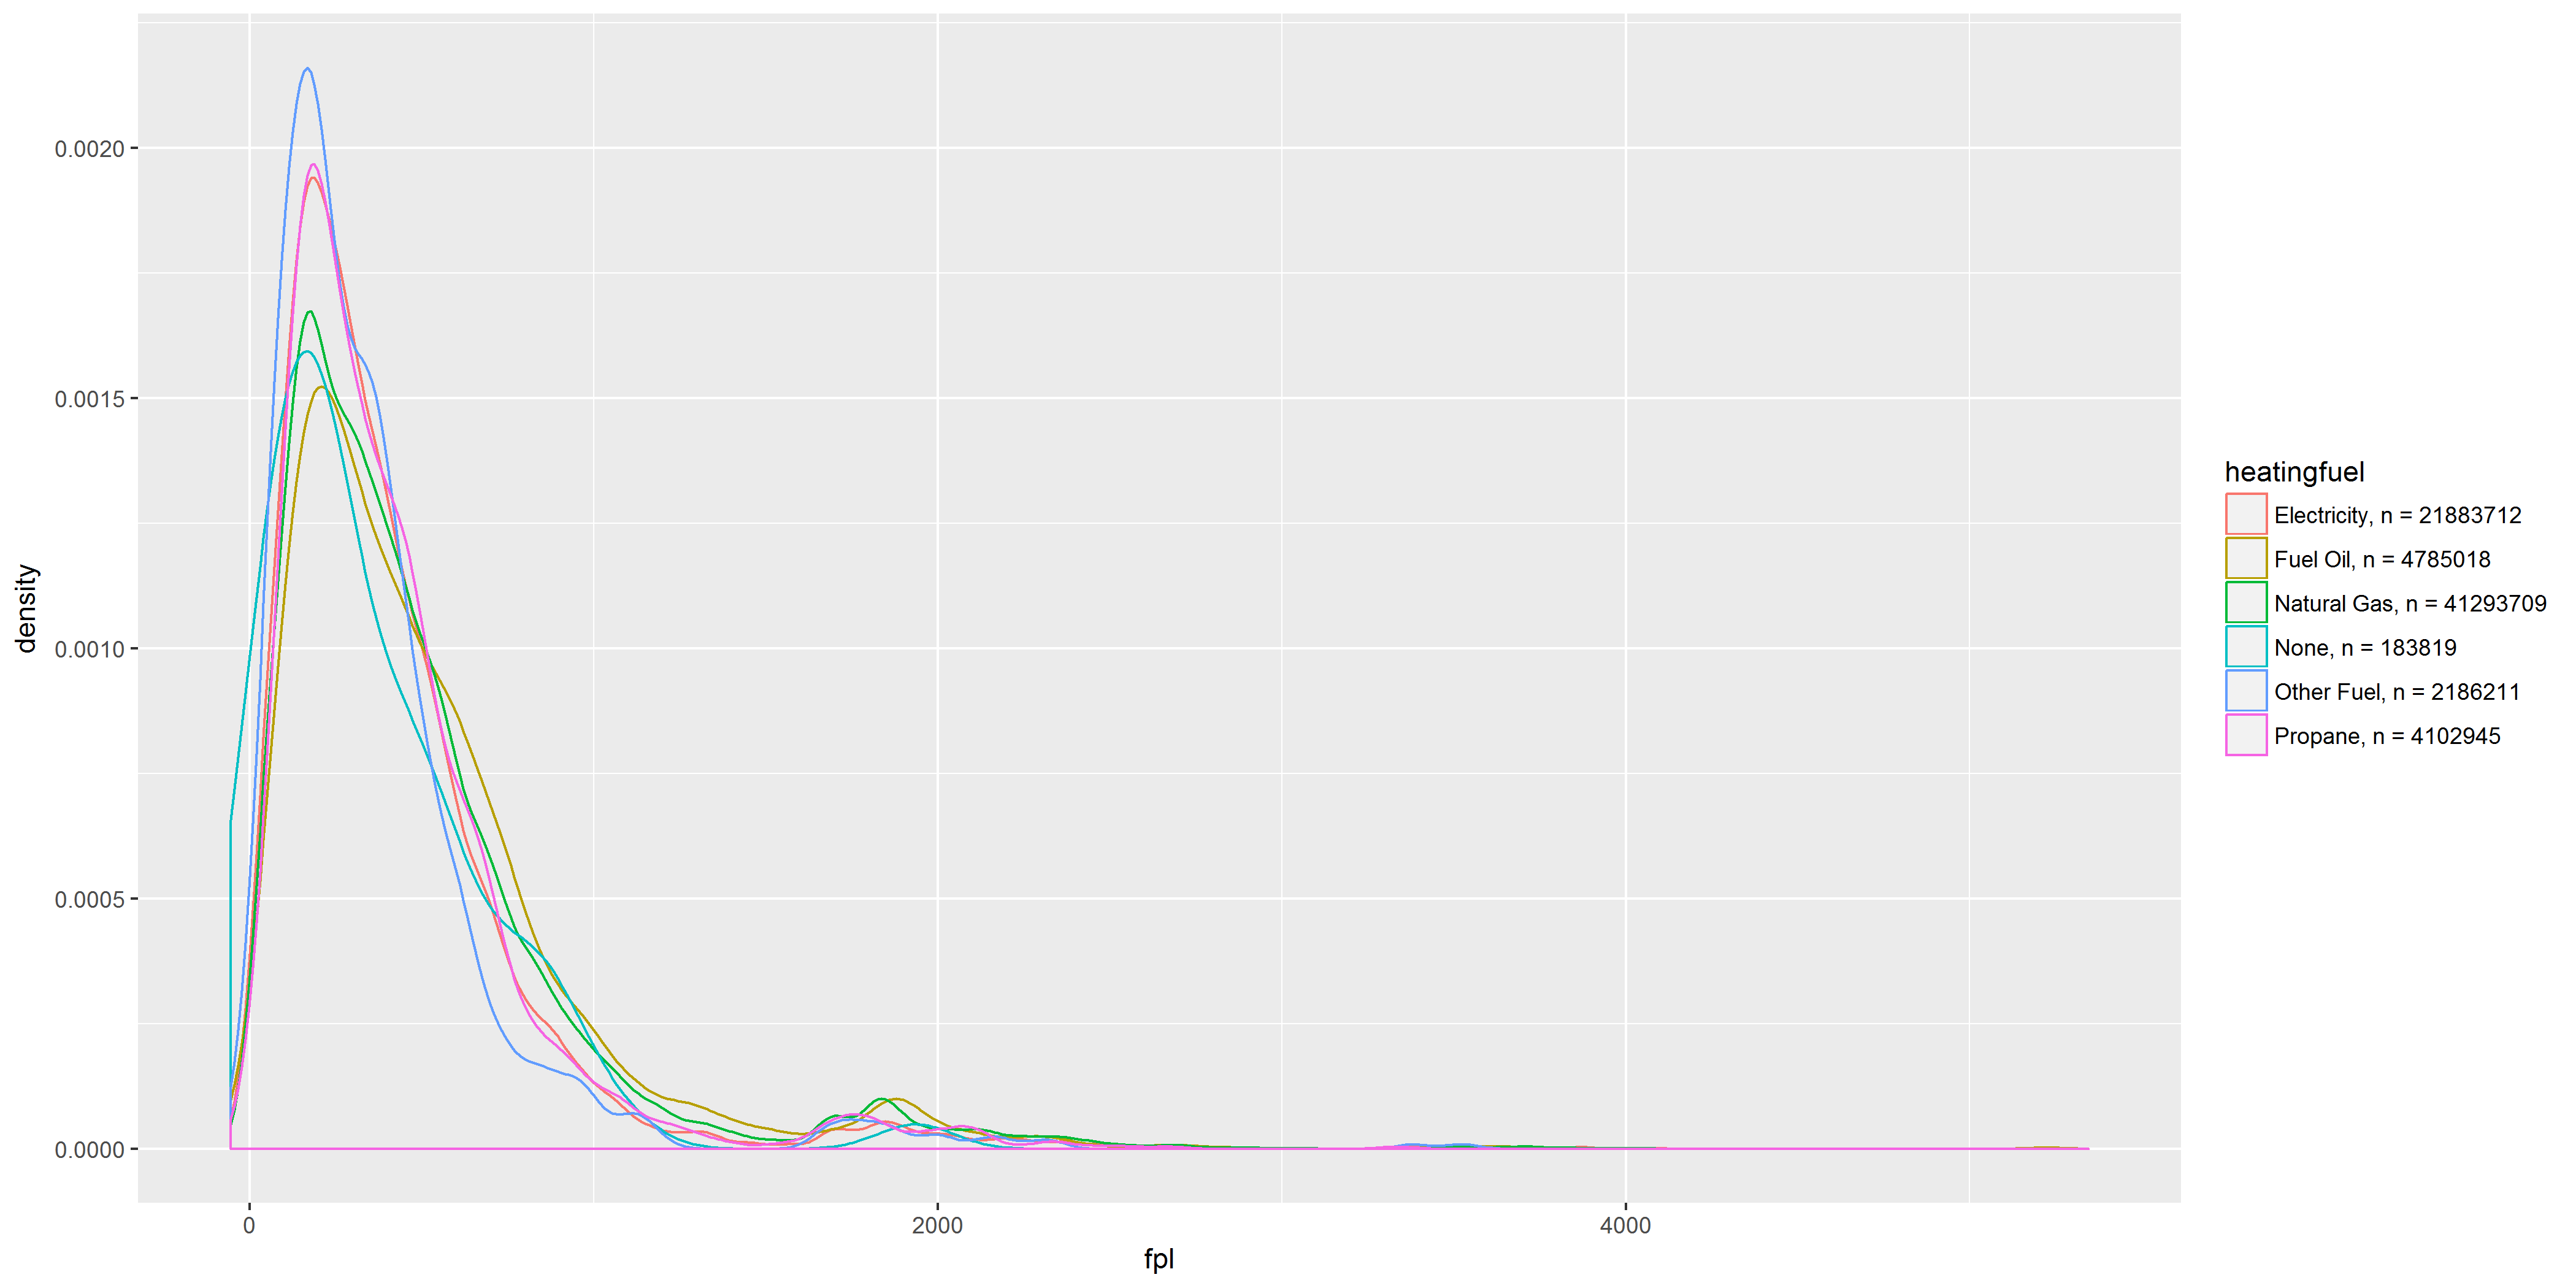 0.0020
0.0015
0.0010
0.0005
0.0000
density
0
2000
4000
fpl
heatingfuel
Electricity, n = 21883712
Fuel Oil, n = 4785018
Natural Gas, n = 41293709
None, n = 183819
Other Fuel, n = 2186211
Propane, n = 4102945